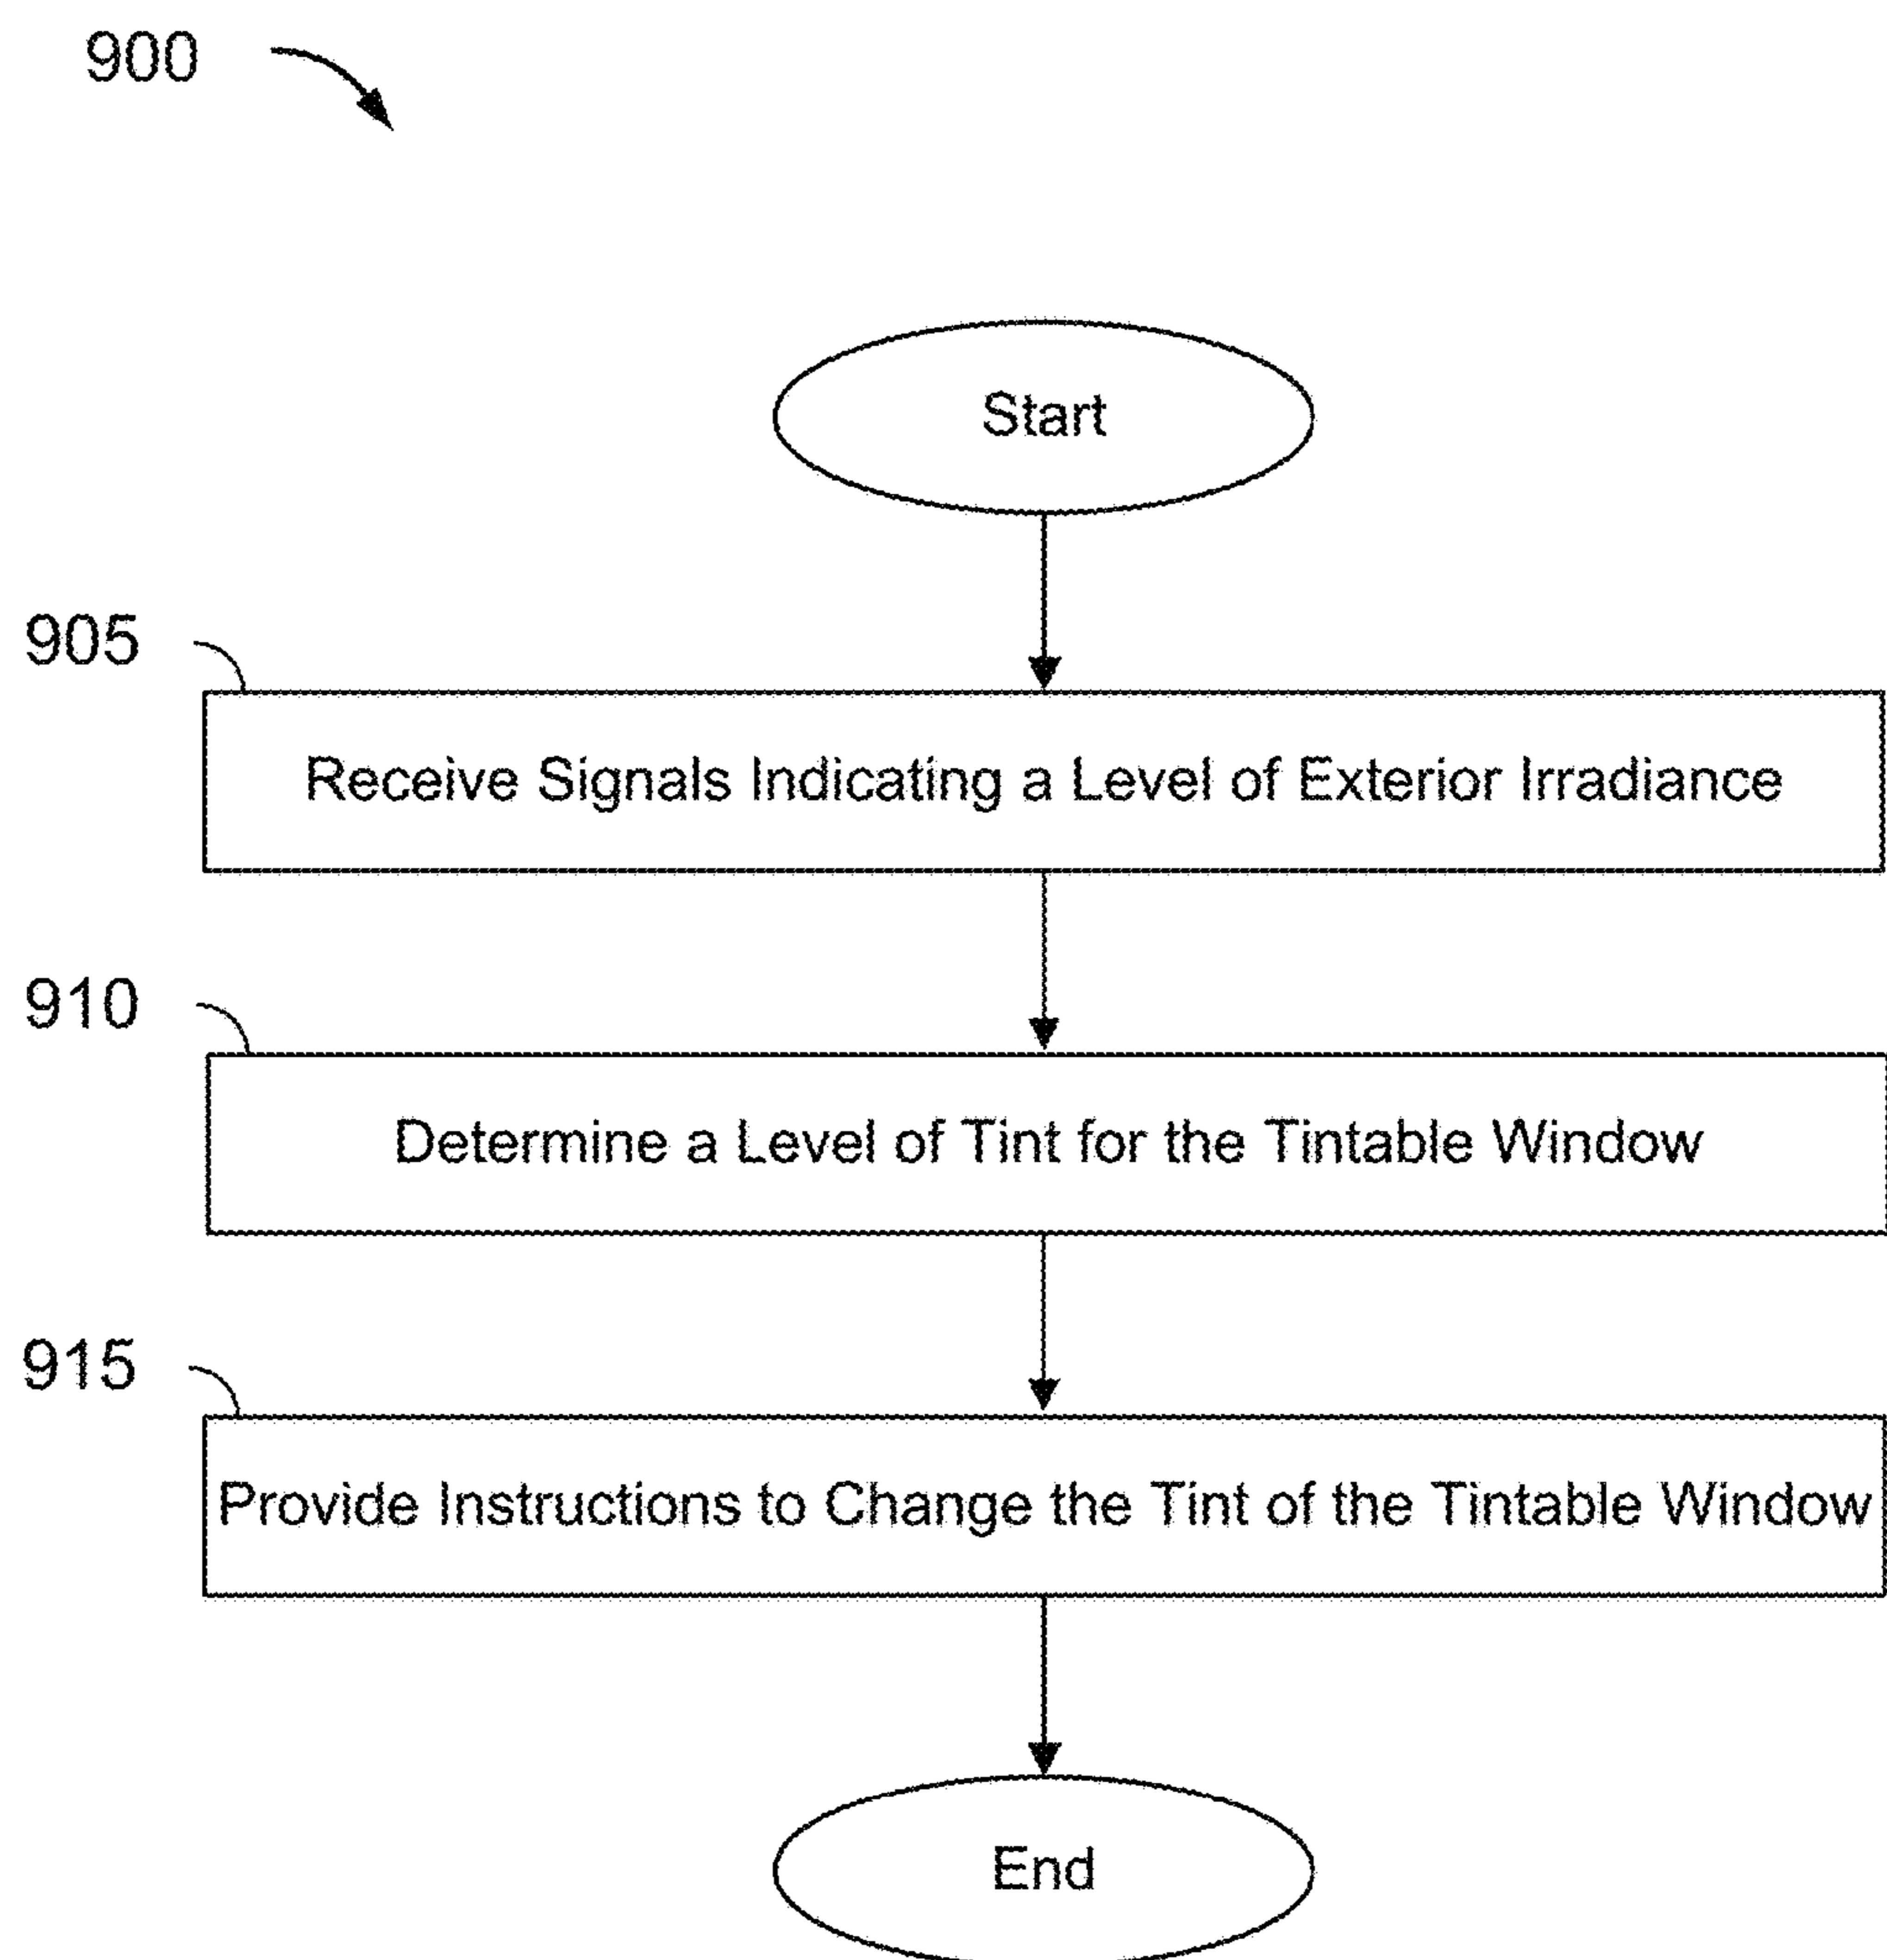 900
Start
905
Receive Signals Indicating a Level of Exterior Irradiance
910
Determine a Level of Tint for the Tintable Window
915
Provide Instructions to Change the Tint of the Tintable Window
End